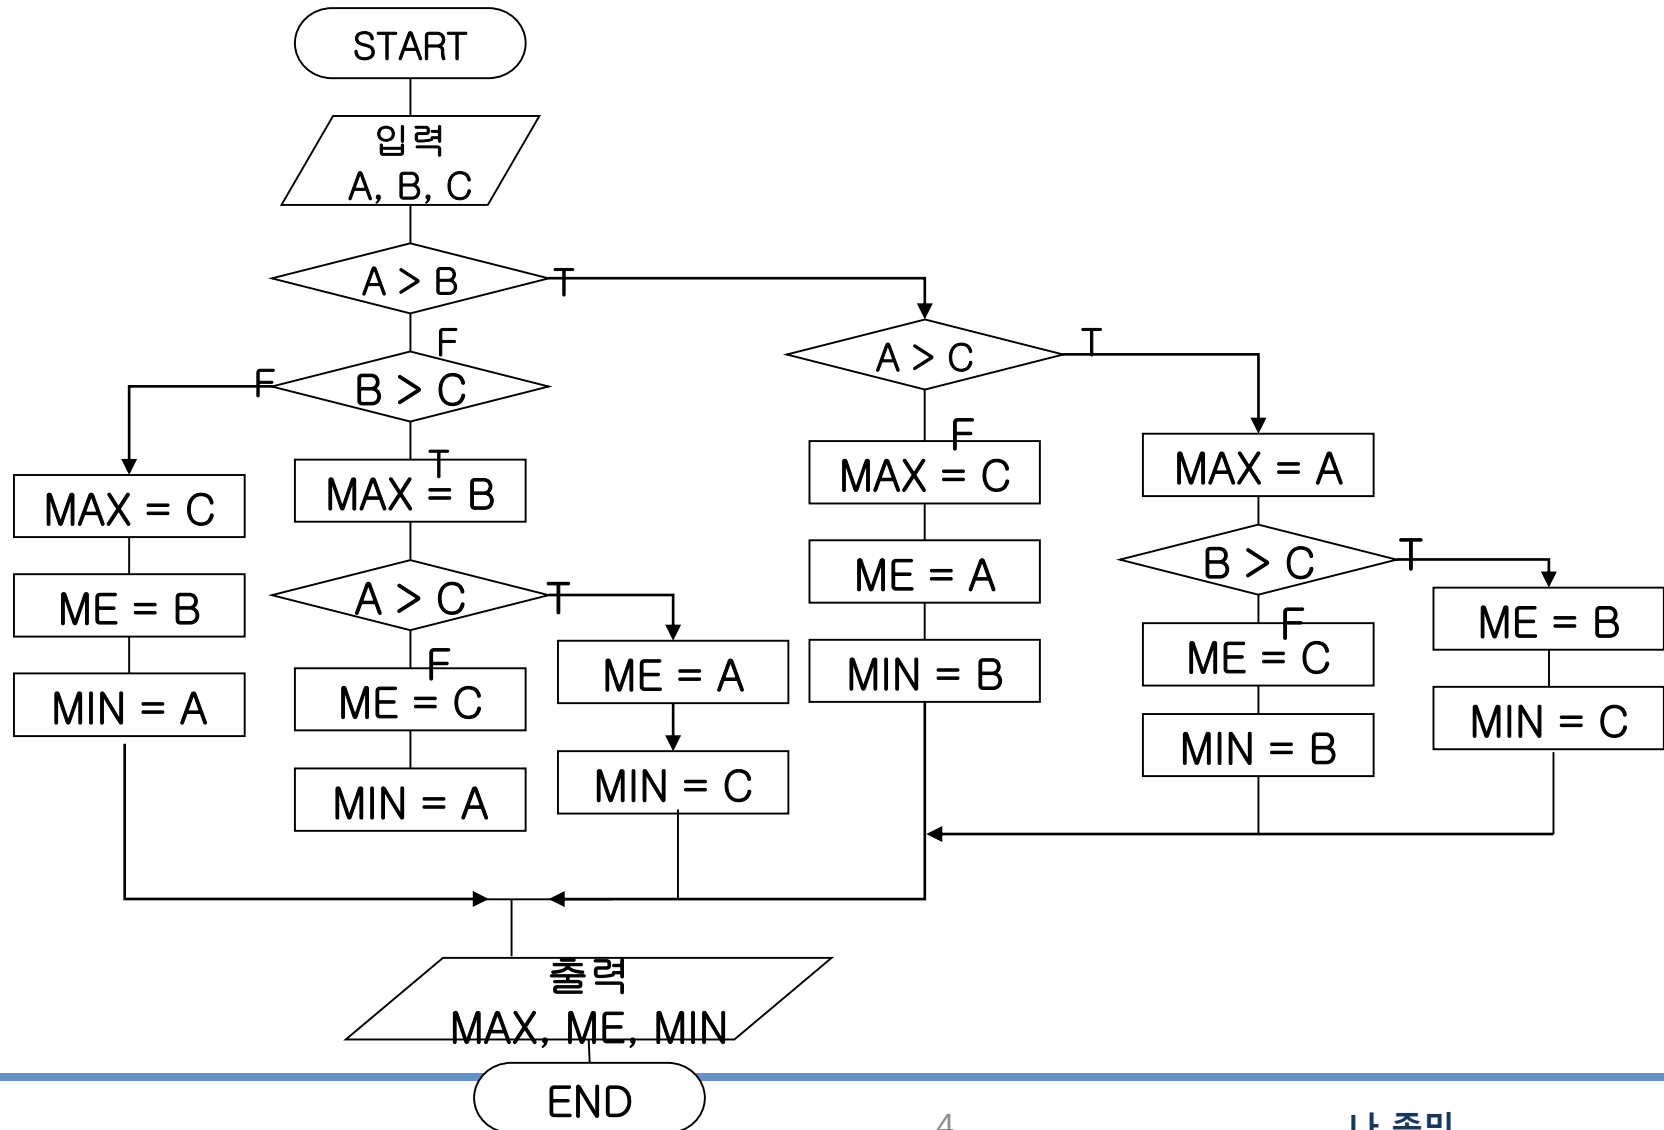 START
입력
A, B, C
A > B
T
F
B > C
F
T
A > C
T
F
MAX = C
ME = B
MIN = A
MAX = B
A > C
T
F
ME = C
MIN = A
ME = A
MIN = C
MAX = C
ME = A
MIN = B
MAX = A
B > C
T
F
ME = C
MIN = B
ME = B
MIN = C
출력
MAX, ME, MIN
END
4